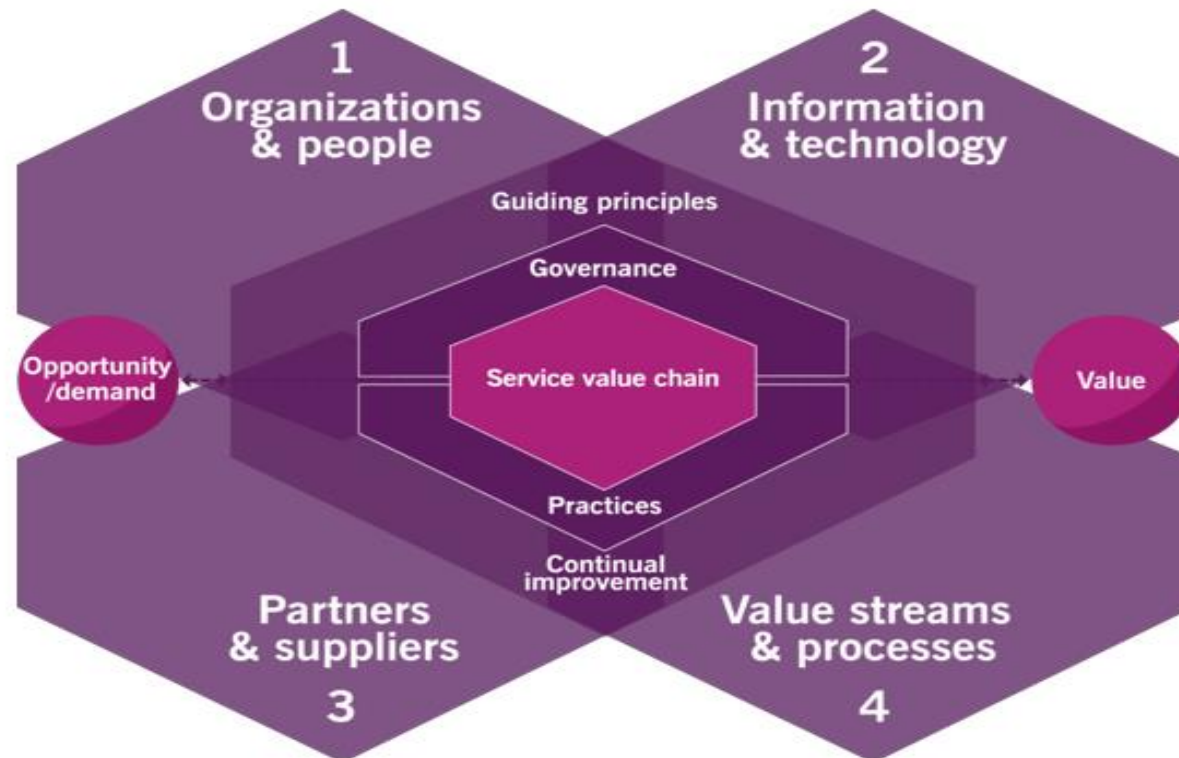 1
Organizations
& people
2
Information
& technology
Guiding principles
Governance
Opportunity
/demand
Service value chain
Value
Practices
Continual
improvement
Partners
& suppliers
3
Value streams
& processes
4